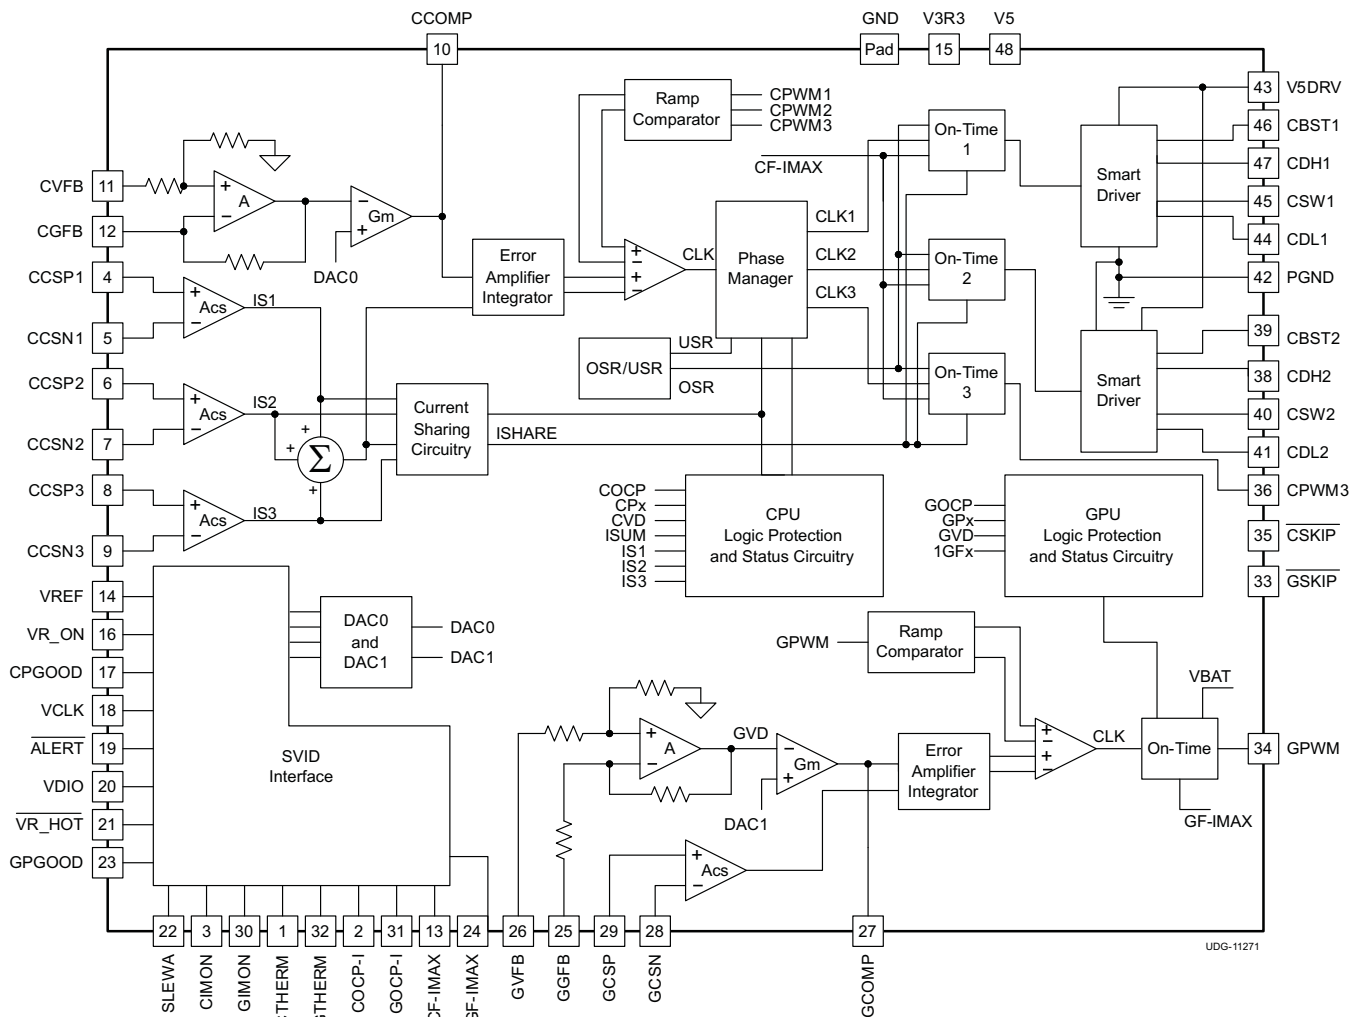 CCOMP
GND
V3R3
V5
10
Pad
15
48
CVFB
11
CGFB
12
+
A
−
−
Gm
+
DAC0
CCSP1
4
CCSN1
5
+
Acs
−
IS1
CCSP2
6
CCSN2
7
+
Acs
−
IS2
CCSP3
8
CCSN3
9
+
Acs
−
IS3
+
+
Σ
+
Current
Sharing
Circuitry
ISHARE
Error
Amplifier
Integrator
Ramp
Comparator
CPWM1
CPWM2
CPWM3
CF-IMAX
+
−
+
−
CLK
Phase
Manager
CLK1
CLK2
CLK3
OSR/USR
USR
OSR
On-Time
1
On-Time
2
On-Time
3
Smart
Driver
Smart
Driver
43
V5DRV
46
CBST1
47
CDH1
45
CSW1
44
CDL1
42
PGND
39
CBST2
38
CDH2
40
CSW2
41
CDL2
36
CPWM3
35
CSKIP
33
GSKIP
COCP
CPx
CVD
ISUM
IS1
IS2
IS3
CPU
Logic Protection
and Status Circuitry
GOCP
GPx
GVD
1GFx
GPU
Logic Protection
and Status Circuitry
VREF
14
VR_ON
16
CPGOOD
17
VCLK
18
ALERT
19
VDIO
20
VR_HOT
21
GPGOOD
23
SVID
Interface
DAC0
and
DAC1
DAC0
DAC1
GPWM
Ramp
Comparator
+
A
−
GVD
−
Gm
+
DAC1
+
Acs
−
Error
Amplifier
Integrator
+
−
+
−
CLK
VBAT
On-Time
GF-IMAX
34
GPWM
22
3
30
1
32
2
31
13
24
26
25
29
28
27
SLEWA
CIMON
GIMON
THERM
THERM
COCP-I
GOCP-I
CF-IMAX
GF-IMAX
GVFB
GGFB
GCSP
GCSN
GCOMP
UDG-11271